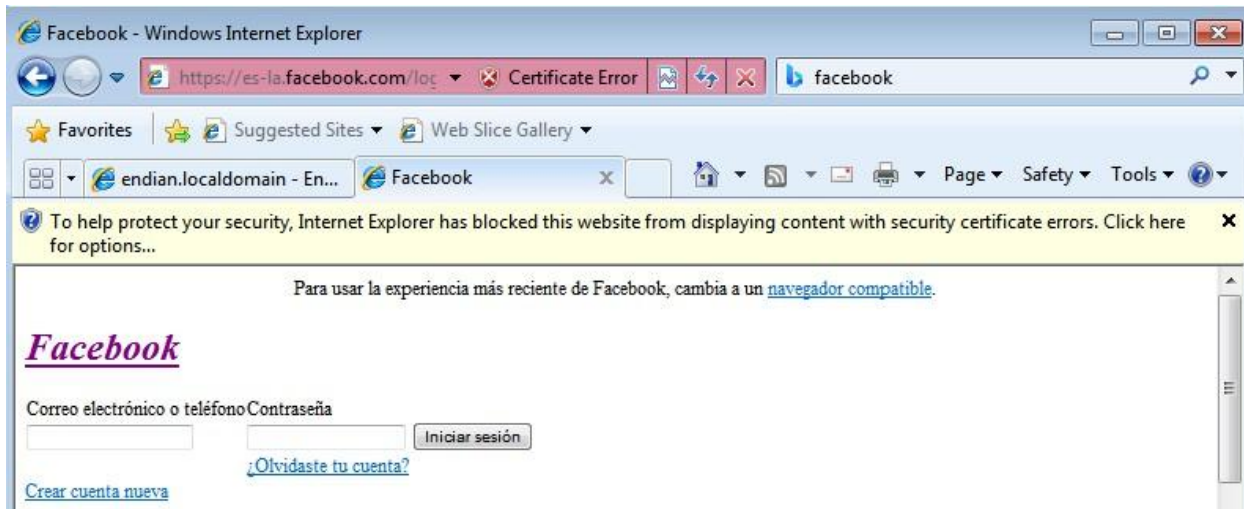 Facebook - Windows Internet Explorer
https://es-la.facebook.com/log Certificate Error facebook
Favorites Suggested Sites Web Slice Gallery
endian.localdomain - En... Facebook Page Safety Tools
To help protect your security, Internet Explorer has blocked this website from displaying content with security certificate errors. Click here
for options...
Para usar la experiencia más reciente de Facebook, cambia a un navegador compatible.
Facebook
Correo electrónico o teléfono Contraseña
Iniciar sesión
¿Olvidaste tu cuenta?
Crear cuenta nueva